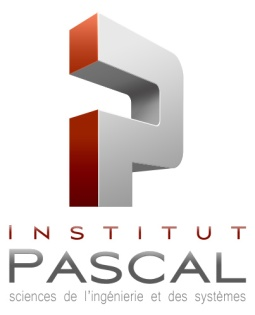 INSTITUT
PASCAL
sciences de l'ingénierie et des systèmes